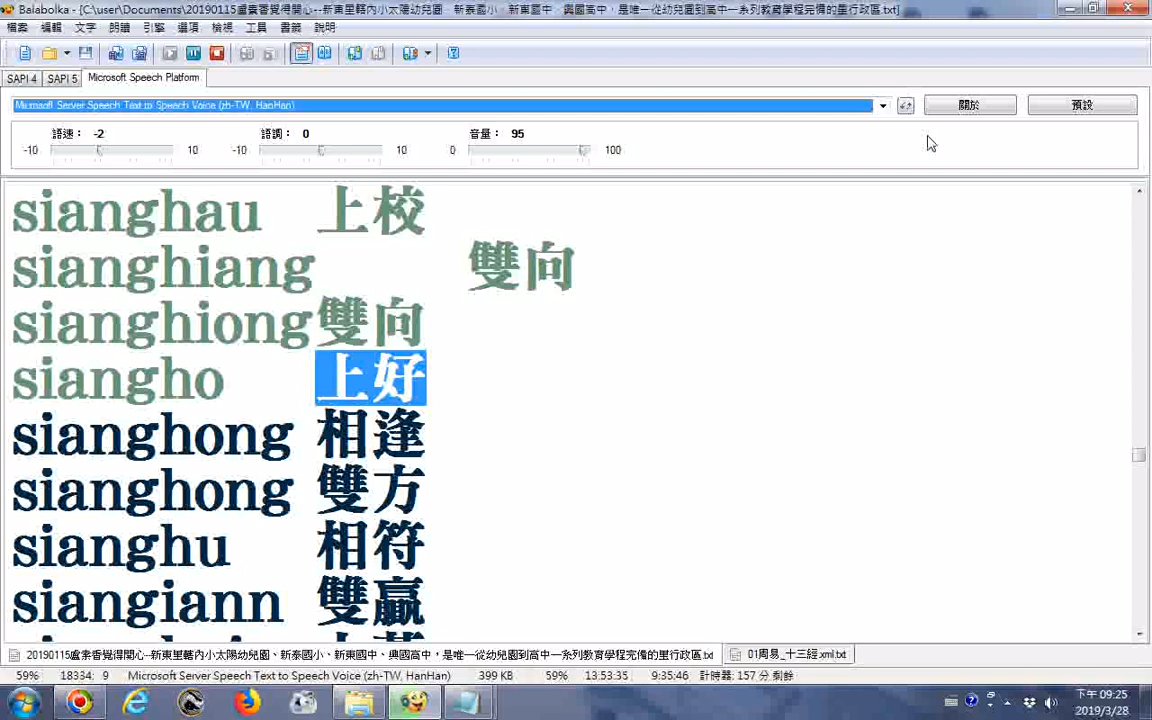 Balabolka - [C:\user\Documents\20190115盧素香覺得開心--新東里轄內小太陽幼兒園、新泰國小、新東國中、興國高中，是唯一從幼兒園到高中一系列教育學程完備的里行政區.txt]
檔案 編輯 文字 朗讀 引擎 選項 檢視 工具 書籤 說明
SAPI 4 SAPI 5 Microsoft Speech Platform
Microsoft Server Speech Text to Speech Voice (zh-TW, HanHan) 關於 預設
語速： -2 語調： 0 音量： 95
-10 10 -10 10 0 100
sianghau 上校
sianghiang 雙向
sianghiong 雙向
siangho 上好
sianghong 相逢
sianghong 雙方
sianghu 相符
siangiann 雙贏
20190115盧素香覺得開心--新東里轄內小太陽幼兒園、新泰國小、新東國中、興國高中，是唯一從幼兒園到高中一系列教育學程完備的里行政區.txt 01周易_十三經.xml.txt
59% 18334: 9 Microsoft Server Speech Text to Speech Voice (zh-TW, HanHan) 399 KB 59% 13:53:35 9:35:46 計時器: 157 分 剩餘
下午 09:25
2019/3/28